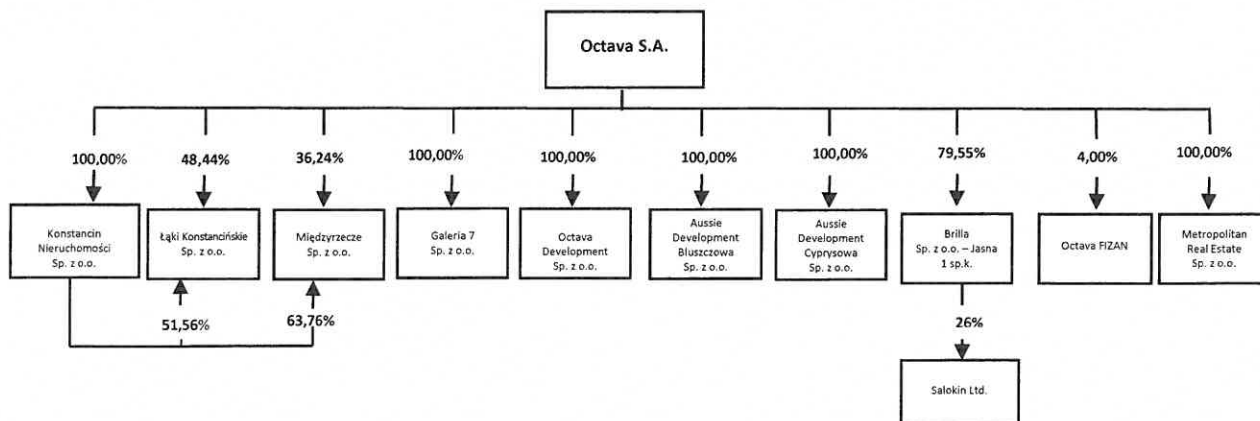 Octava S.A.
100,00%
48,44%
36,24%
100,00%
100,00%
100,00%
100,00%
79,55%
4,00%
100,00%
Konstancin
Nieruchomości
Sp. z o.o.
Łąki Konstancińskie
Sp. z o.o.
Międzyrzecze
Sp. z o.o.
Galeria 7
Sp. z o.o.
Octava
Development
Sp. z o.o.
Aussie
Development
Bluszczowa
Sp. z o.o.
Aussie
Development
Cyprysowa
Sp. z o.o.
Brilla
Sp. z o.o. – Jasna
1 sp.k.
Octava FIZAN
Metropolitan
Real Estate
Sp. z o.o.
51,56%
63,76%
26%
Salokin Ltd.